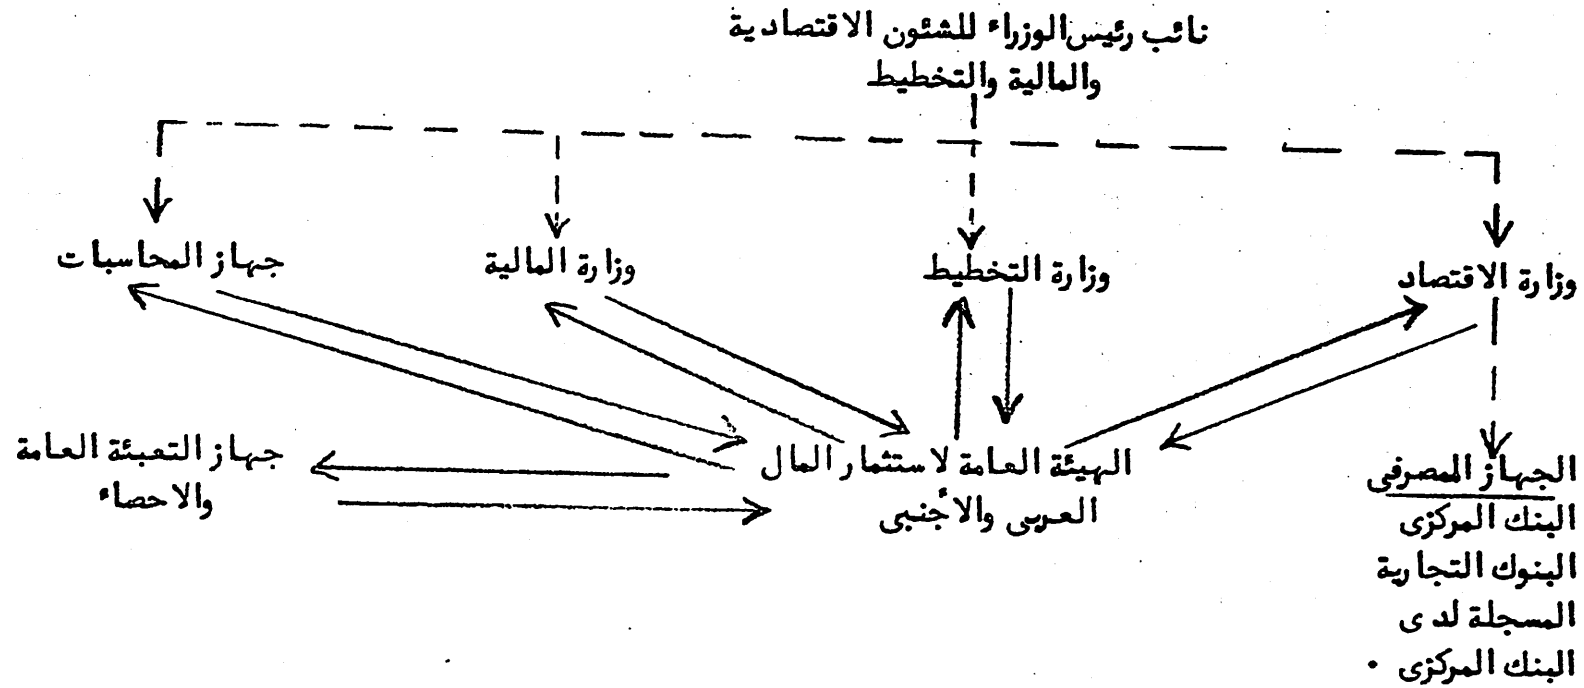 نائب رئيس الوزراء للشئون الاقتصادية
والمالية والتخطيط
وزارة الاقتصاد
وزارة التخطيط
وزارة المالية
جهاز المحاسبات
الهيئة العامة لاستثمار المال
العربى والأجنبى
جهاز التعبئة العامة
والاحصاء
الجهاز المصرفى
البنك المركزى
البنوك التجارية
المسجلة لدى
البنك المركزى .